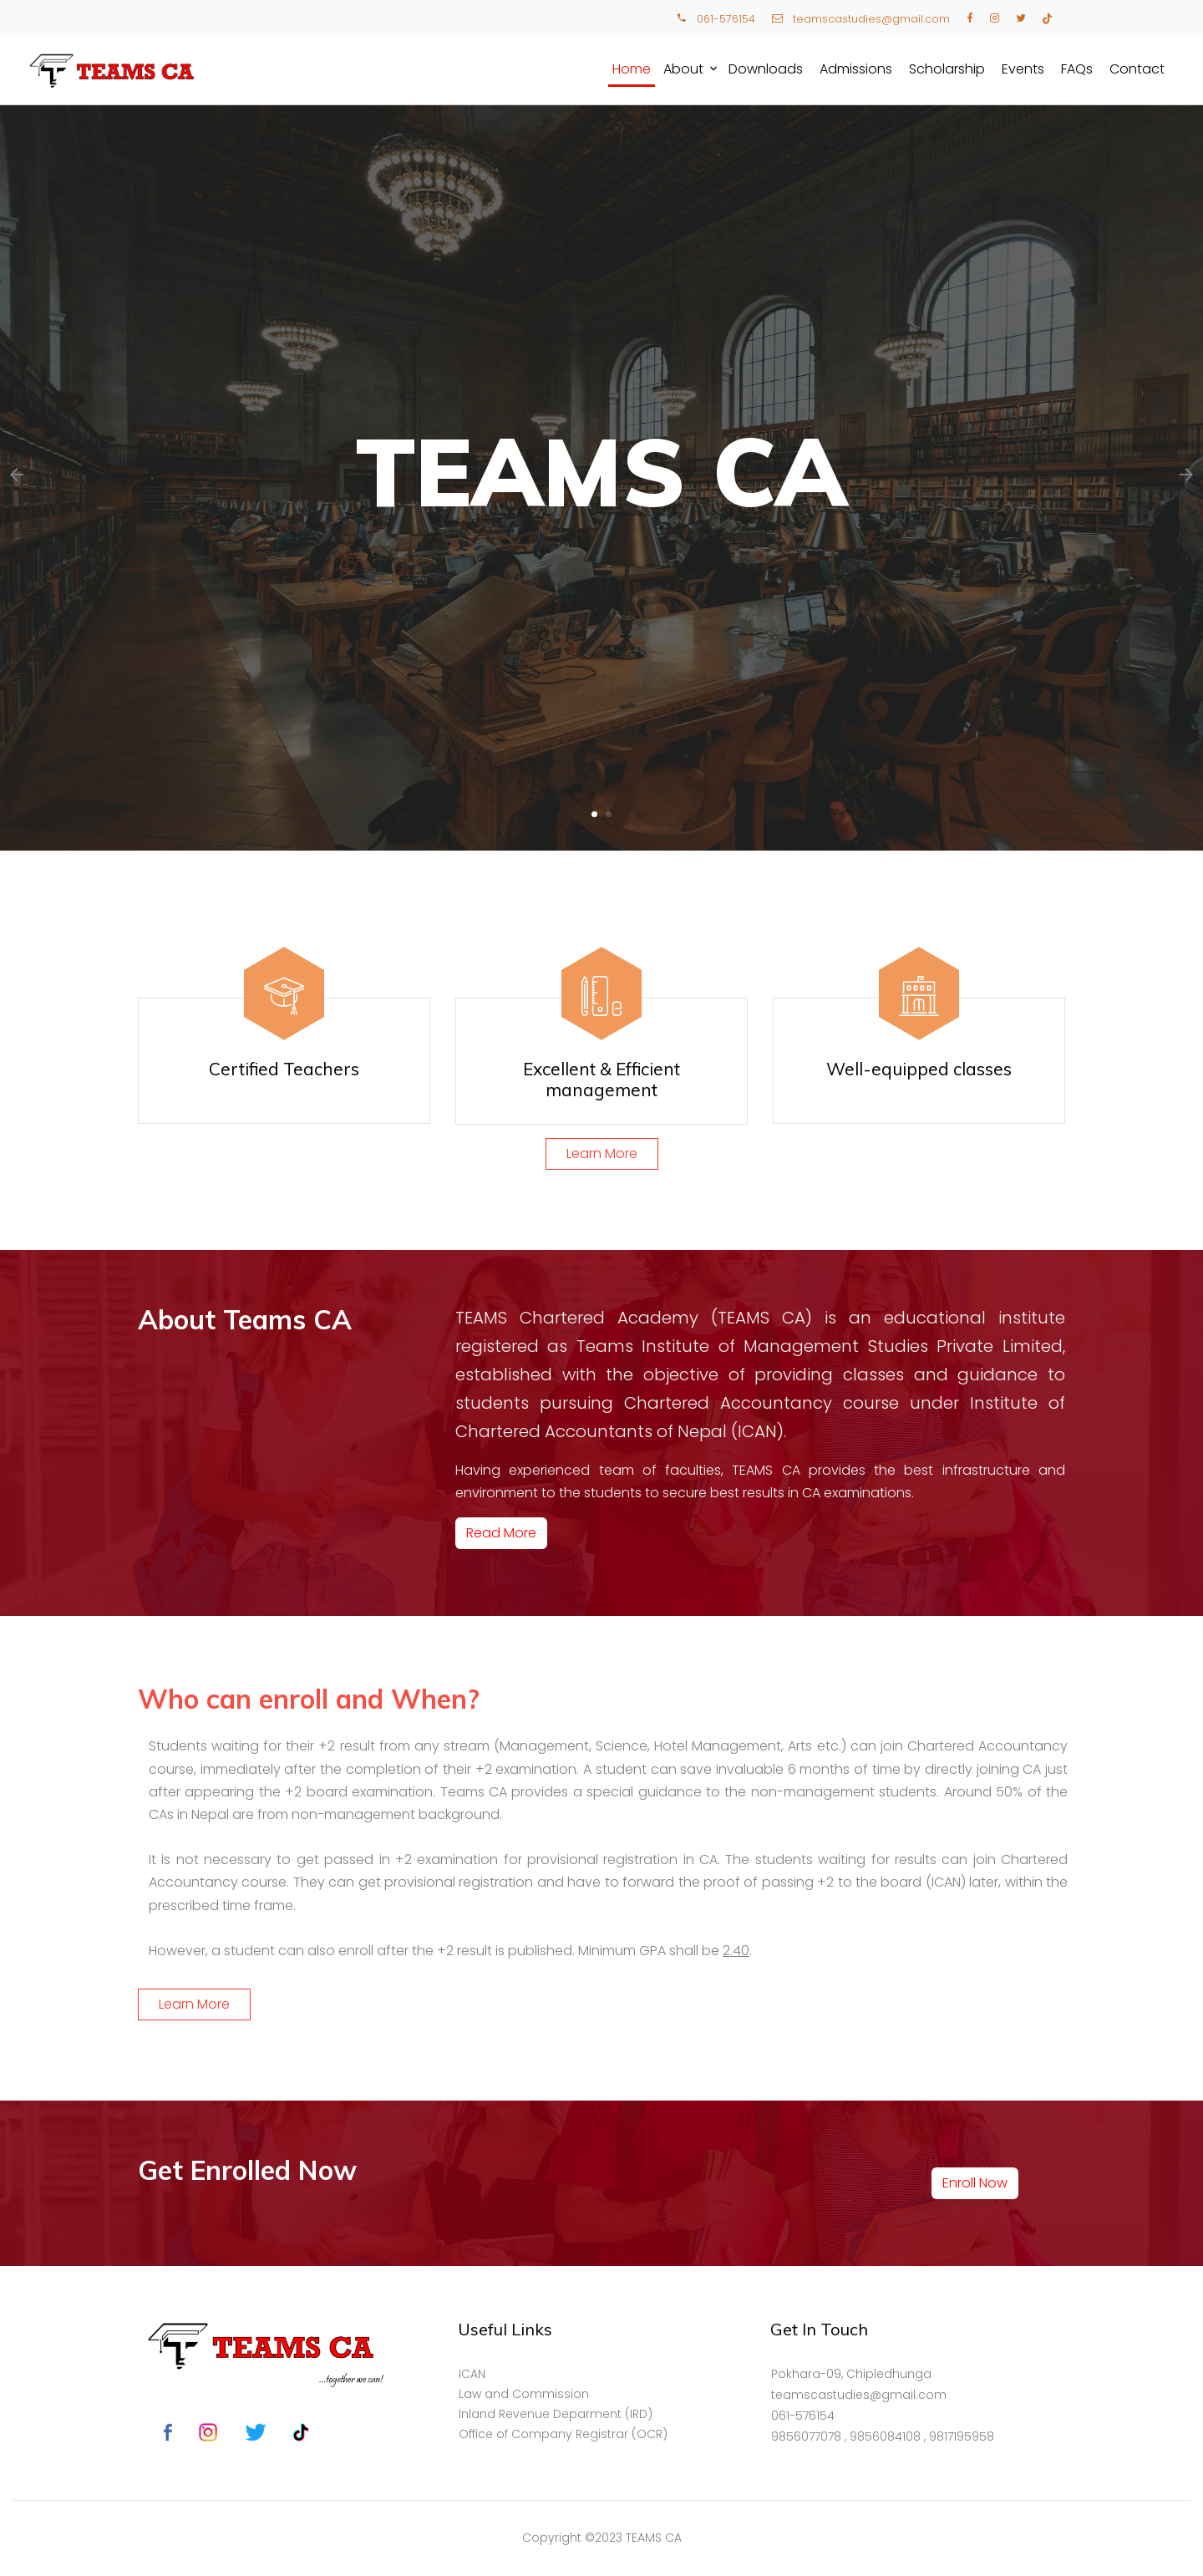 061-576154 teamscastudies@gmail.com
TEAMS CA
Home About Downloads Admissions Scholarship Events FAQs Contact
TEAMS CA
Certified Teachers
Excellent & Efficient
management
Well-equipped classes
Learn More
About Teams CA
TEAMS Chartered Academy (TEAMS CA) is an educational institute
registered as Teams Institute of Management Studies Private Limited,
established with the objective of providing classes and guidance to
students pursuing Chartered Accountancy course under Institute of
Chartered Accountants of Nepal (ICAN).
Having experienced team of faculties, TEAMS CA provides the best infrastructure and
environment to the students to secure best results in CA examinations.
Read More
Who can enroll and When?
Students waiting for their +2 result from any stream (Management, Science, Hotel Management, Arts etc.) can join Chartered Accountancy
course, immediately after the completion of their +2 examination. A student can save invaluable 6 months of time by directly joining CA just
after appearing the +2 board examination. Teams CA provides a special guidance to the non-management students. Around 50% of the
CAs in Nepal are from non-management background.
It is not necessary to get passed in +2 examination for provisional registration in CA. The students waiting for results can join Chartered
Accountancy course. They can get provisional registration and have to forward the proof of passing +2 to the board (ICAN) later, within the
prescribed time frame.
However, a student can also enroll after the +2 result is published. Minimum GPA shall be 2.40.
Learn More
Get Enrolled Now
Enroll Now
TEAMS CA
...together we can!
Useful Links
ICAN
Law and Commission
Inland Revenue Deparment (IRD)
Office of Company Registrar (OCR)
Get In Touch
Pokhara-09, Chipledhunga
teamscastudies@gmail.com
061-576154
9856077078 , 9856084108 , 9817195958
Copyright ©2023 TEAMS CA